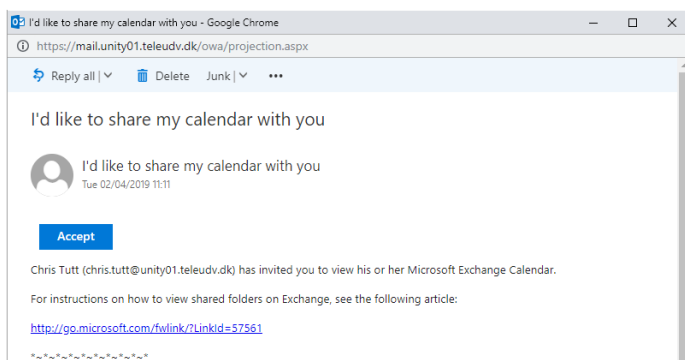 I'd like to share my calendar with you - Google Chrome
https://mail.unity01.teleudv.dk/owa/projection.aspx
Reply all | Delete Junk | •••
I'd like to share my calendar with you
I'd like to share my calendar with you
Tue 02/04/2019 11:11
Accept
Chris Tutt (chris.tutt@unity01.teleudv.dk) has invited you to view his or her Microsoft Exchange Calendar.
For instructions on how to view shared folders on Exchange, see the following article:
http://go.microsoft.com/fwlink/?LinkId=57561
*~*~*~*~*~*~*~*~*~*